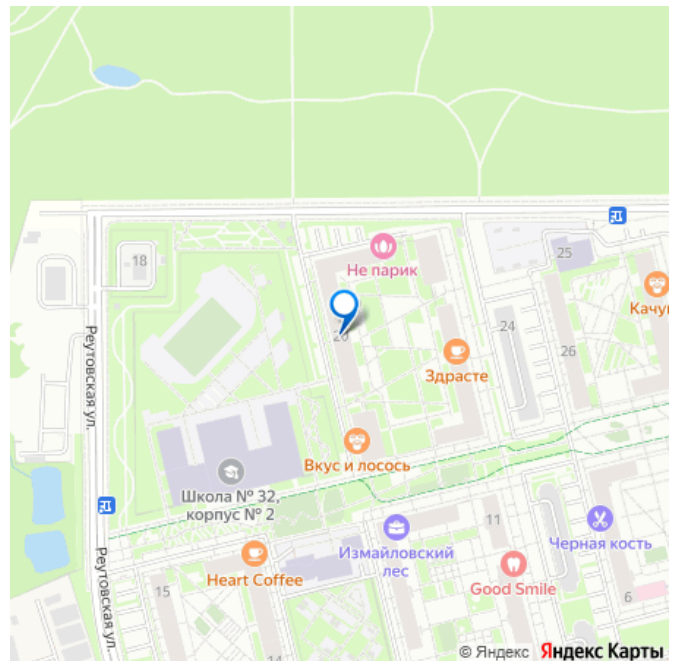 18
Не парик
25
Качу
20
24
Здрасте
26
Реутовская ул.
Вкус и лосось
Школа № 32,
корпус № 2
11
Измайловский
лес
Черная кость
Heart Coffee
Good Smile
Реутовская ул.
15
6
14
© Яндекс Яндекс Карты